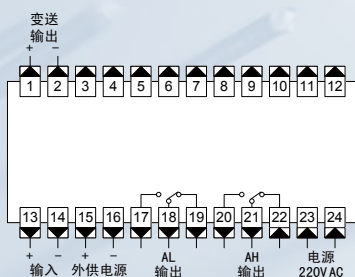 变送
输出
+ −
1 2 3 4 5 6 7 8 9 10 11 12
13 14 15 16 17 18 19 20 21 22 23 24
+ − + −
输入 外供电源 AL AH 电源
输出 输出 220V AC